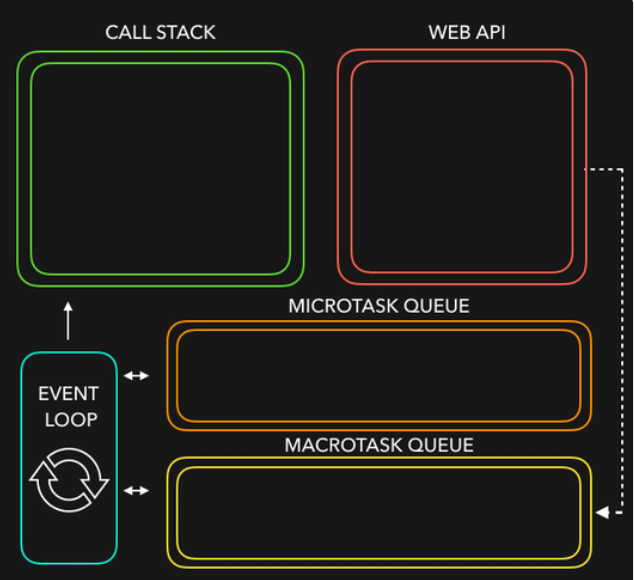 CALL STACK
WEB API
MICROTASK QUEUE
EVENT
LOOP
MACROTASK QUEUE